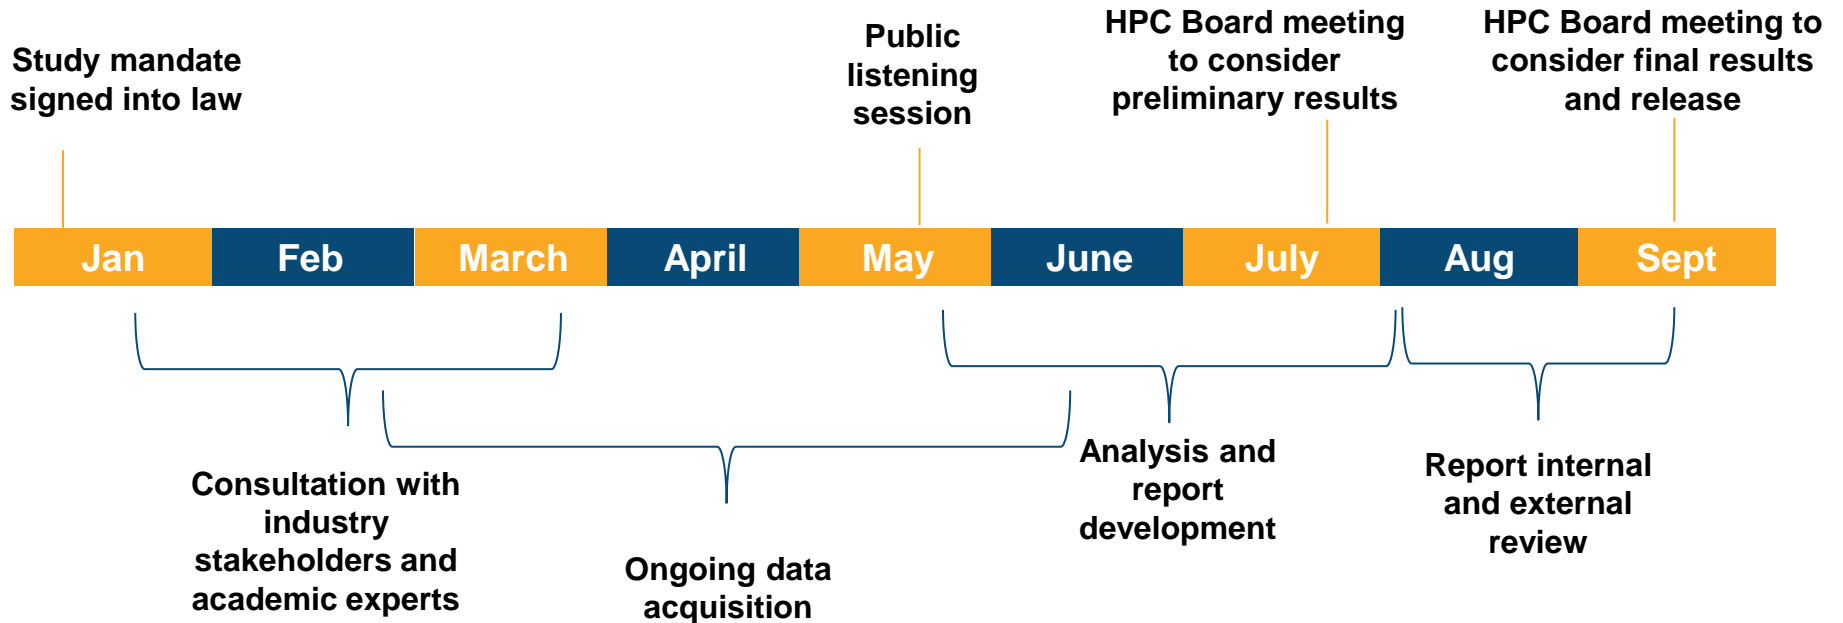 Study mandate
signed into law
Public
listening
session
HPC Board meeting
to consider
preliminary results
HPC Board meeting to
consider final results
and release
Jan
Feb
March
April
May
June
July
Aug
Sept
Consultation with
industry
stakeholders and
academic experts
Ongoing data
acquisition
Analysis and
report
development
Report internal
and external
review